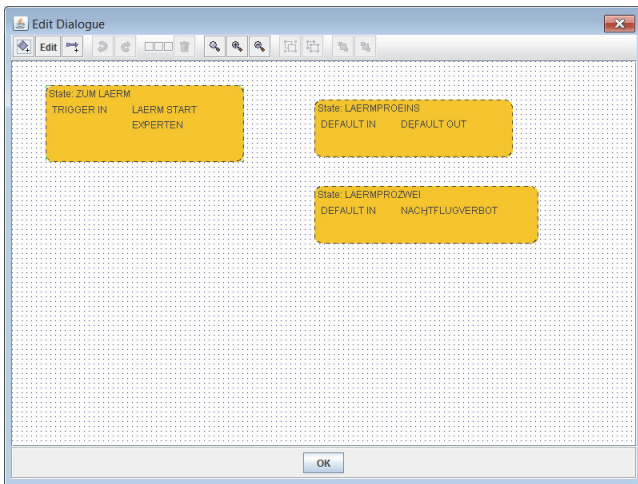 Edit Dialogue
Edit
State: ZUM LAERM
TRIGGER IN LAERM START
EXPERTEN
State: LAERMPROEINS
DEFAULT IN DEFAULT OUT
State: LAERMPROZWEI
DEFAULT IN NACHTFLUGVERBOT
OK